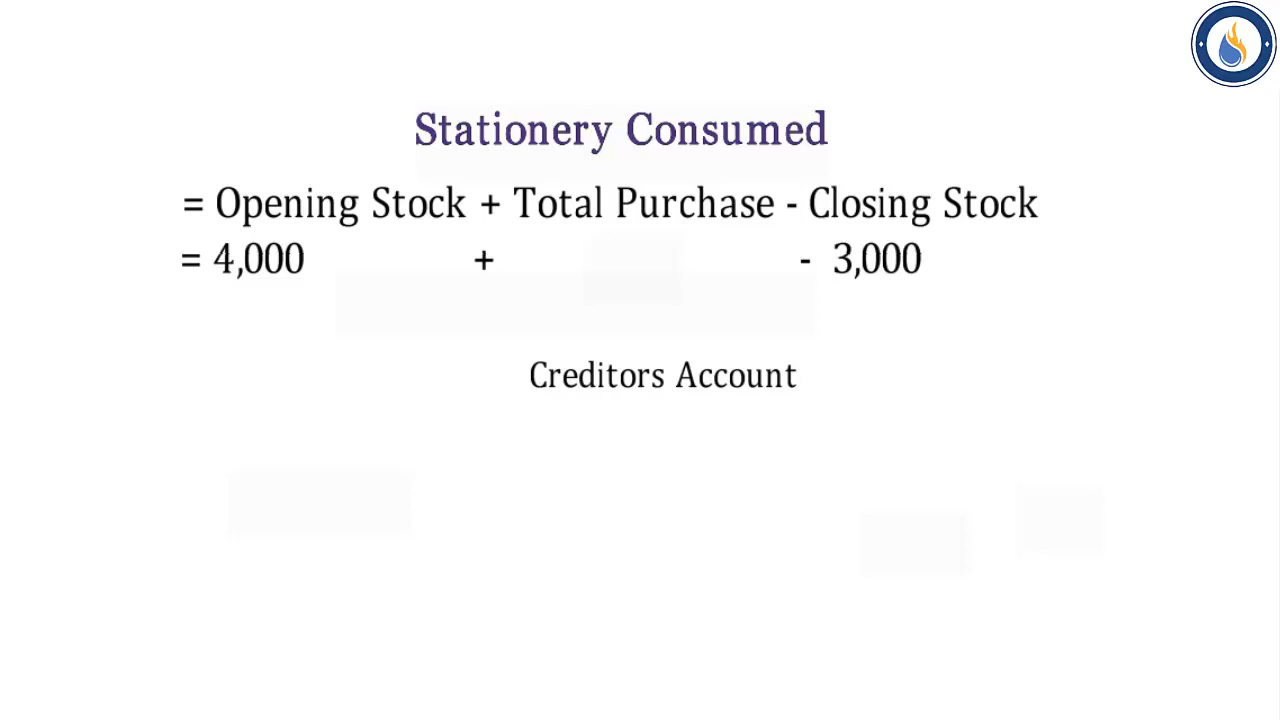 Stationery Consumed
= Opening Stock + Total Purchase - Closing Stock
= 4,000 + - 3,000
Creditors Account